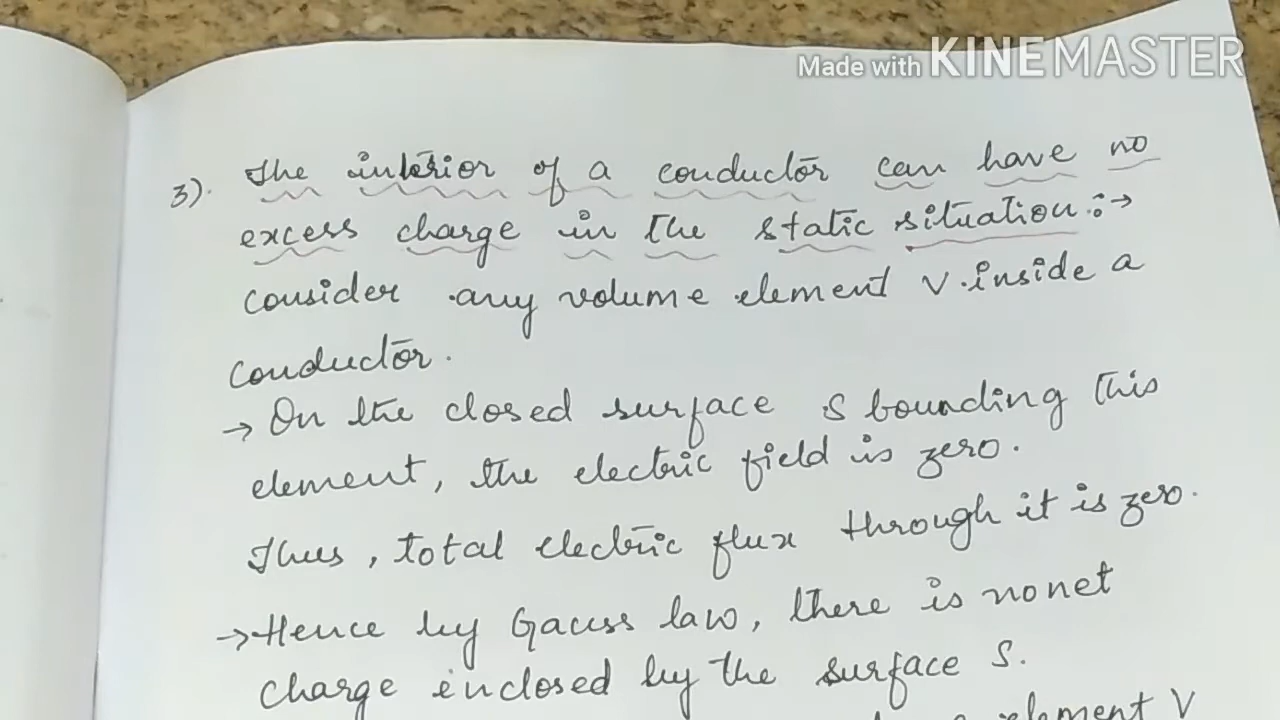 Made with KINEMASTER
3). The interior of a conductor can have no
excess charge in the static situation :→
consider any volume element V inside a
conductor.
→ On the closed surface S bounding this
element, the electric field is zero.
Thus, total electric flux through it is zero.
→ Hence by Gauss law, there is no net
charge enclosed by the surface S.
element V